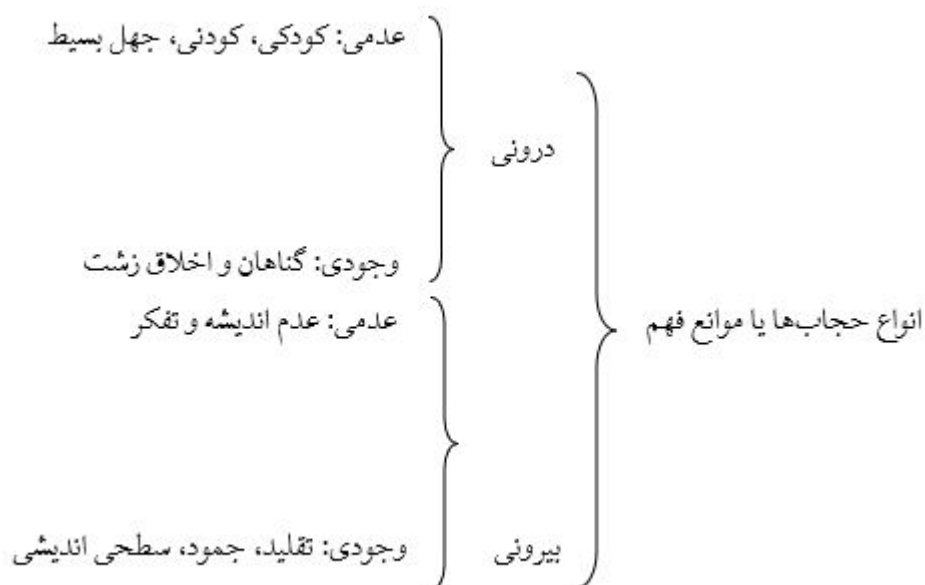 عدمی: کودکی، کودنی، جهل بسیط
درونی
وجودی: گناهان و اخلاق زشت
انواع حجاب‌ها یا موانع فهم
عدمی: عدم اندیشه و تفکر
بیرونی
وجودی: تقلید، جمود، سطحی اندیشی